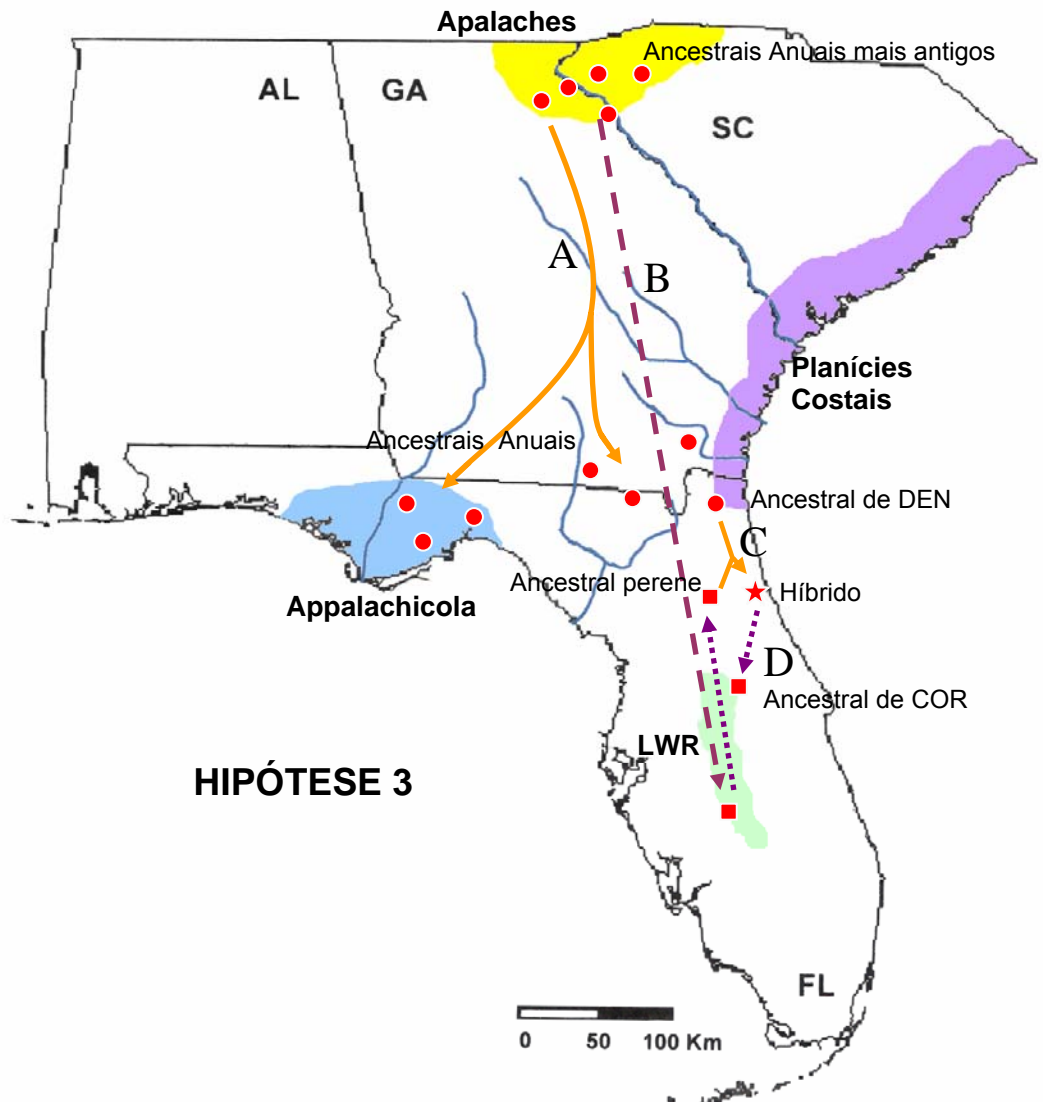 Apalaches
Ancestrais Anuais mais antigos
AL
GA
SC
A
B
Planícies
Costais
Ancestrais Anuais
Ancestral de DEN
C
Ancestral perene
Híbrido
Appalachicola
D
Ancestral de COR
LWR
HIPÓTESE 3
FL
0 50 100 Km